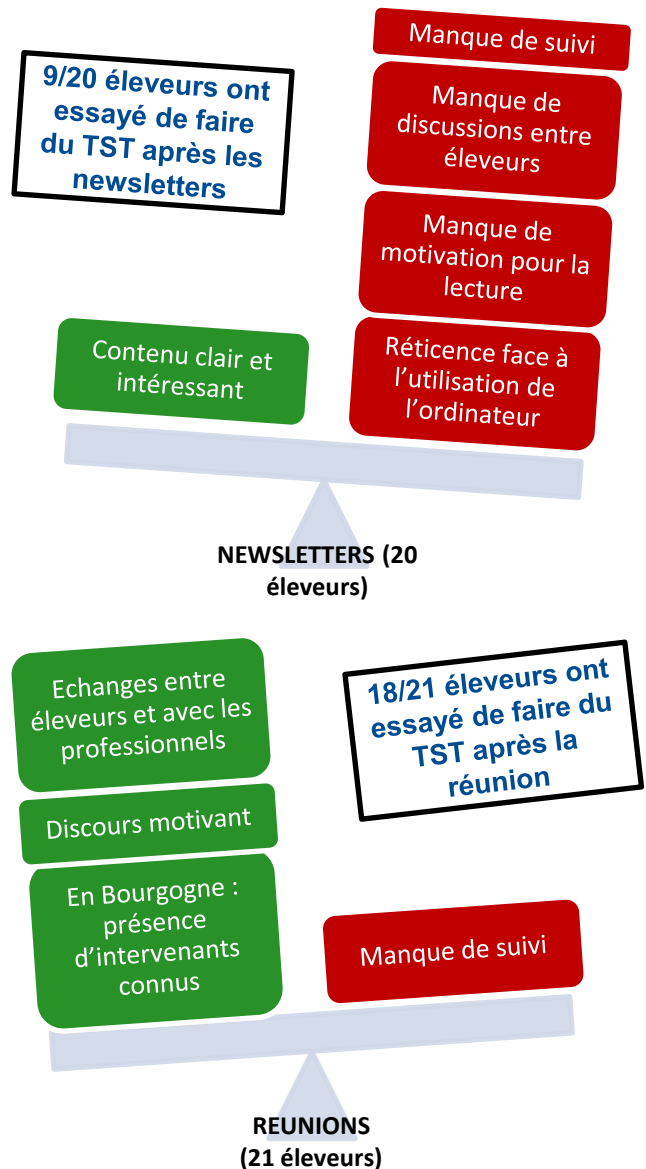 9/20 éleveurs ont
essayé de faire
du TST après les
newsletters
Manque de suivi
Manque de
discussions entre
éleveurs
Manque de
motivation pour la
lecture
Réticence face à
l’utilisation de
l’ordinateur
Contenu clair et
intéressant
NEWSLETTERS (20
éleveurs)
Echanges entre
éleveurs et avec les
professionnels
Discours motivant
En Bourgogne :
présence
d’intervenants
connus
18/21 éleveurs ont
essayé de faire du
TST après la
réunion
Manque de suivi
REUNIONS
(21 éleveurs)